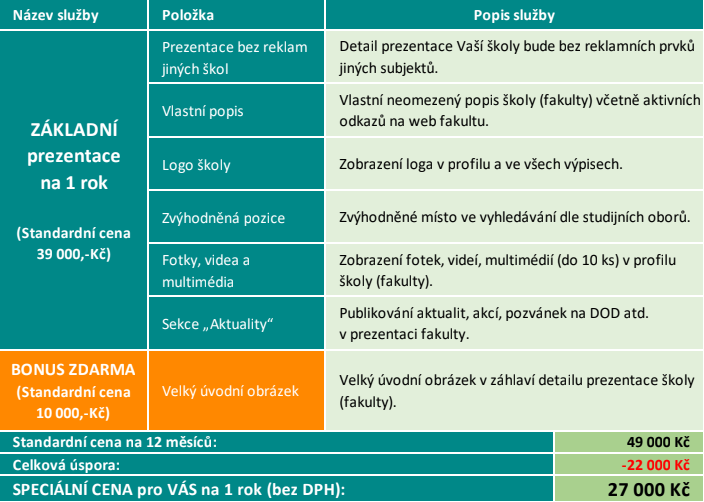 Název služby
Položka
Popis služby
ZÁKLADNÍ
prezentace
na 1 rok
(Standardní cena
39 000,-Kč)
Prezentace bez reklam
jiných škol
Detail prezentace Vaší školy bude bez reklamních prvků
jiných subjektů.
Vlastní popis
Vlastní neomezený popis školy (fakulty) včetně aktivních
odkazů na web fakultu.
Logo školy
Zobrazení loga v profilu a ve všech výpisech.
Zvýhodněná pozice
Zvýhodněné místo ve vyhledávání dle studijních oborů.
Fotky, videa a
multimédia
Zobrazení fotek, videí, multimédií (do 10 ks) v profilu
školy (fakulty).
Sekce „Aktuality“
Publikování aktualit, akcí, pozvánek na DOD atd.
v prezentaci fakulty.
BONUS ZDARMA
(Standardní cena
10 000,-Kč)
Velký úvodní obrázek
Velký úvodní obrázek v záhlaví detailu prezentace školy
(fakulty).
Standardní cena na 12 měsíců: 49 000 Kč
Celková úspora: -22 000 Kč
SPECIÁLNÍ CENA pro VÁS na 1 rok (bez DPH): 27 000 Kč